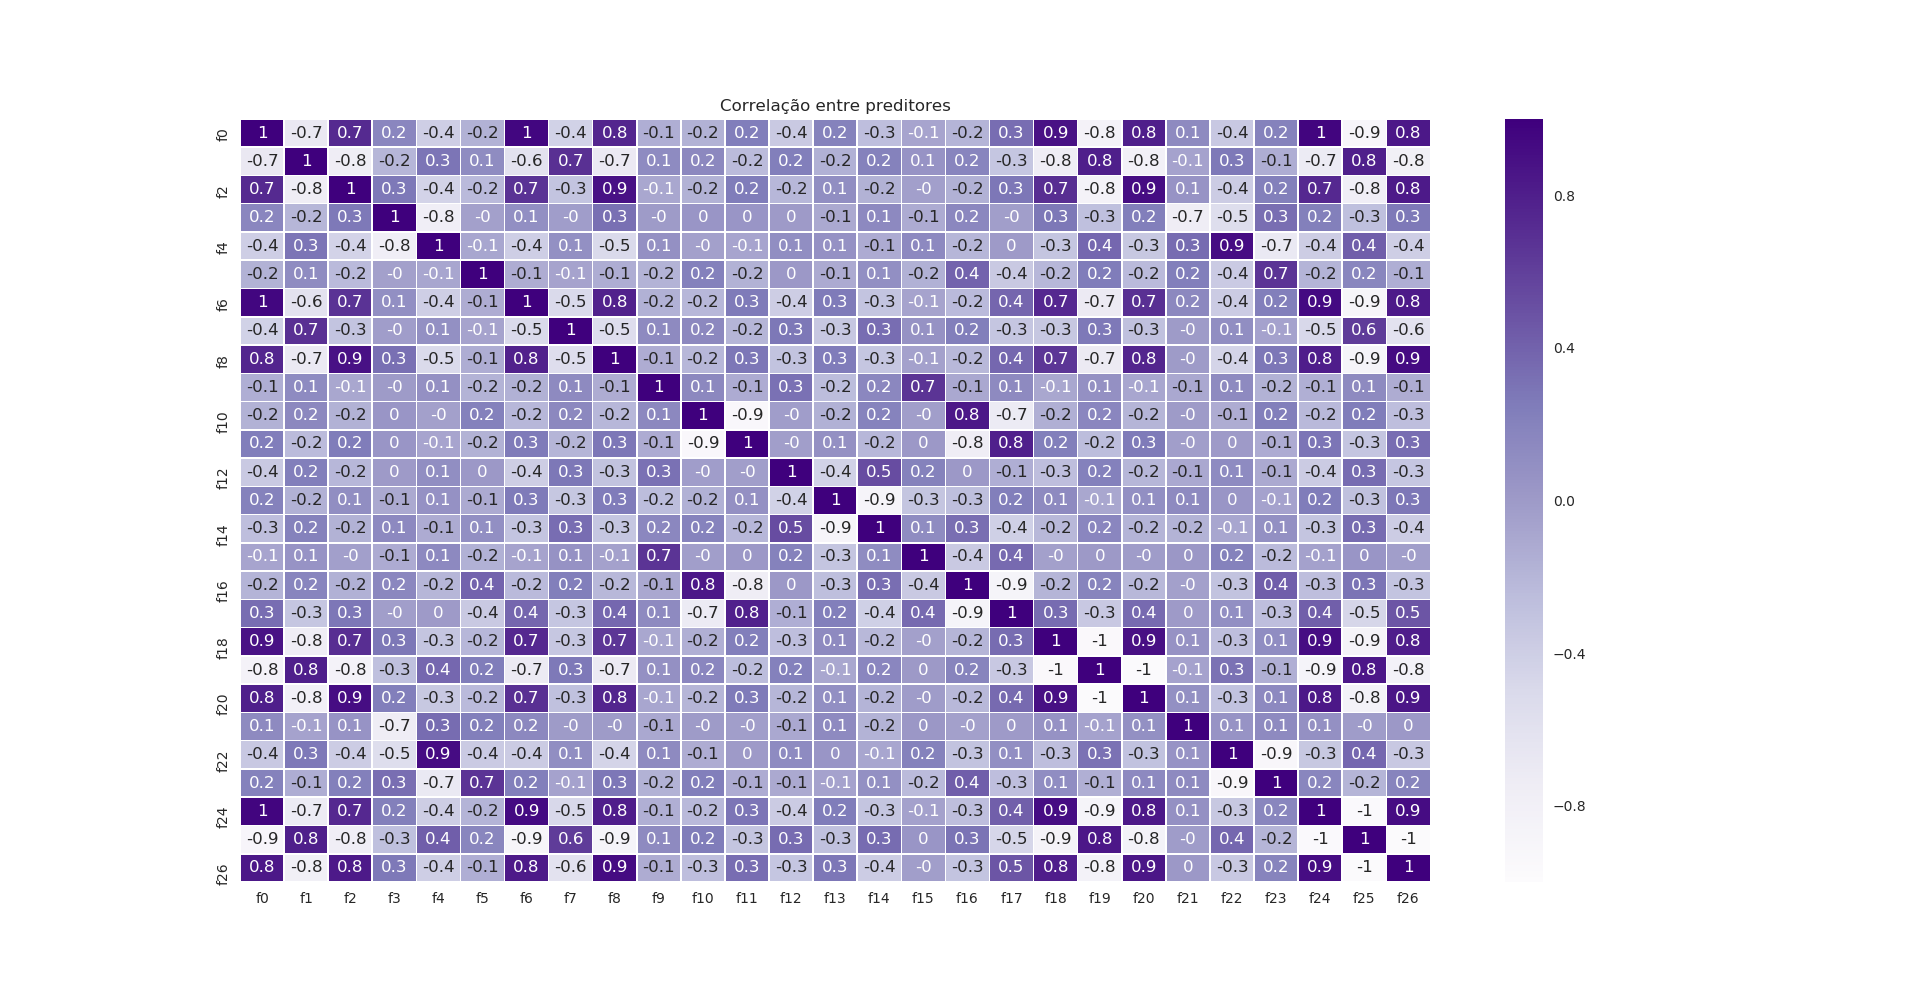 Correlação entre preditores
f0 1 -0.7 0.7 0.2 -0.4 -0.2 1 -0.4 0.8 -0.1 -0.2 0.2 -0.4 0.2 -0.3 -0.1 -0.2 0.3 0.9 -0.8 0.8 0.1 -0.4 0.2 1 -0.9 0.8
-0.7 1 -0.8 -0.2 0.3 0.1 -0.6 0.7 -0.7 0.1 0.2 -0.2 0.2 -0.2 0.2 0.1 0.2 -0.3 -0.8 0.8 -0.8 -0.1 0.3 -0.1 -0.7 0.8 -0.8
f2 0.7 -0.8 1 0.3 -0.4 -0.2 0.7 -0.3 0.9 -0.1 -0.2 0.2 -0.2 0.1 -0.2 -0 -0.2 0.3 0.7 -0.8 0.9 0.1 -0.4 0.2 0.7 -0.8 0.8
0.2 -0.2 0.3 1 -0.8 -0 0.1 -0 0.3 -0 0 0 0 -0.1 0.1 -0.1 0.2 -0 0.3 -0.3 0.2 -0.7 -0.5 0.3 0.2 -0.3 0.3
f4 -0.4 0.3 -0.4 -0.8 1 -0.1 -0.4 0.1 -0.5 0.1 -0 -0.1 0.1 0.1 -0.1 0.1 -0.2 0 -0.3 0.4 -0.3 0.3 0.9 -0.7 -0.4 0.4 -0.4
-0.2 0.1 -0.2 -0 -0.1 1 -0.1 -0.1 -0.1 -0.2 0.2 -0.2 0 -0.1 0.1 -0.2 0.4 -0.4 -0.2 0.2 -0.2 0.2 -0.4 0.7 -0.2 0.2 -0.1
f6 1 -0.6 0.7 0.1 -0.4 -0.1 1 -0.5 0.8 -0.2 -0.2 0.3 -0.4 0.3 -0.3 -0.1 -0.2 0.4 0.7 -0.7 0.7 0.2 -0.4 0.2 0.9 -0.9 0.8
-0.4 0.7 -0.3 -0 0.1 -0.1 -0.5 1 -0.5 0.1 0.2 -0.2 0.3 -0.3 0.3 0.1 0.2 -0.3 -0.3 0.3 -0.3 -0 0.1 -0.1 -0.5 0.6 -0.6
f8 0.8 -0.7 0.9 0.3 -0.5 -0.1 0.8 -0.5 1 -0.1 -0.2 0.3 -0.3 0.3 -0.3 -0.1 -0.2 0.4 0.7 -0.7 0.8 -0 -0.4 0.3 0.8 -0.9 0.9
-0.1 0.1 -0.1 -0 0.1 -0.2 -0.2 0.1 -0.1 1 0.1 -0.1 0.3 -0.2 0.2 0.7 -0.1 0.1 -0.1 0.1 -0.1 -0.1 0.1 -0.2 -0.1 0.1 -0.1
f10 -0.2 0.2 -0.2 0 -0 0.2 -0.2 0.2 -0.2 0.1 1 -0.9 -0 -0.2 0.2 -0 0.8 -0.7 -0.2 0.2 -0.2 -0 -0.1 0.2 -0.2 0.2 -0.3
0.2 -0.2 0.2 0 -0.1 -0.2 0.3 -0.2 0.3 -0.1 -0.9 1 -0 0.1 -0.2 0 -0.8 0.8 0.2 -0.2 0.3 -0 0 -0.1 0.3 -0.3 0.3
f12 -0.4 0.2 -0.2 0 0.1 0 -0.4 0.3 -0.3 0.3 -0 -0 1 -0.4 0.5 0.2 0 -0.1 -0.3 0.2 -0.2 -0.1 0.1 -0.1 -0.4 0.3 -0.3
0.2 -0.2 0.1 -0.1 0.1 -0.1 0.3 -0.3 0.3 -0.2 -0.2 0.1 -0.4 1 -0.9 -0.3 -0.3 0.2 0.1 -0.1 0.1 0.1 0 -0.1 0.2 -0.3 0.3
f14 -0.3 0.2 -0.2 0.1 -0.1 0.1 -0.3 0.3 -0.3 0.2 0.2 -0.2 0.5 -0.9 1 0.1 0.3 -0.4 -0.2 0.2 -0.2 -0.2 -0.1 0.1 -0.3 0.3 -0.4
-0.1 0.1 -0 -0.1 0.1 -0.2 -0.1 0.1 -0.1 0.7 -0 0 0.2 -0.3 0.1 1 -0.4 0.4 -0 0 -0 0 0.2 -0.2 -0.1 0 -0
f16 -0.2 0.2 -0.2 0.2 -0.2 0.4 -0.2 0.2 -0.2 -0.1 0.8 -0.8 0 -0.3 0.3 -0.4 1 -0.9 -0.2 0.2 -0.2 -0 -0.3 0.4 -0.3 0.3 -0.3
0.3 -0.3 0.3 -0 0 -0.4 0.4 -0.3 0.4 0.1 -0.7 0.8 -0.1 0.2 -0.4 0.4 -0.9 1 0.3 -0.3 0.4 0 0.1 -0.3 0.4 -0.5 0.5
f18 0.9 -0.8 0.7 0.3 -0.3 -0.2 0.7 -0.3 0.7 -0.1 -0.2 0.2 -0.3 0.1 -0.2 -0 -0.2 0.3 1 -1 0.9 0.1 -0.3 0.1 0.9 -0.9 0.8
-0.8 0.8 -0.8 -0.3 0.4 0.2 -0.7 0.3 -0.7 0.1 0.2 -0.2 0.2 -0.1 0.2 0 0.2 -0.3 -1 1 -1 -0.1 0.3 -0.1 -0.9 0.8 -0.8
f20 0.8 -0.8 0.9 0.2 -0.3 -0.2 0.7 -0.3 0.8 -0.1 -0.2 0.3 -0.2 0.1 -0.2 -0 -0.2 0.4 0.9 -1 1 0.1 -0.3 0.1 0.8 -0.8 0.9
0.1 -0.1 0.1 -0.7 0.3 0.2 0.2 -0 -0 -0.1 -0 -0 -0.1 0.1 -0.2 0 -0 0 0.1 -0.1 0.1 1 0.1 0.1 0.1 -0 0
f22 -0.4 0.3 -0.4 -0.5 0.9 -0.4 -0.4 0.1 -0.4 0.1 -0.1 0 0.1 0 -0.1 0.2 -0.3 0.1 -0.3 0.3 -0.3 0.1 1 -0.9 -0.3 0.4 -0.3
0.2 -0.1 0.2 0.3 -0.7 0.7 0.2 -0.1 0.3 -0.2 0.2 -0.1 -0.1 -0.1 0.1 -0.2 0.4 -0.3 0.1 -0.1 0.1 0.1 -0.9 1 0.2 -0.2 0.2
f24 1 -0.7 0.7 0.2 -0.4 -0.2 0.9 -0.5 0.8 -0.1 -0.2 0.3 -0.4 0.2 -0.3 -0.1 -0.3 0.4 0.9 -0.9 0.8 0.1 -0.3 0.2 1 -1 0.9
-0.9 0.8 -0.8 -0.3 0.4 0.2 -0.9 0.6 -0.9 0.1 0.2 -0.3 0.3 -0.3 0.3 0 0.3 -0.5 -0.9 0.8 -0.8 -0 0.4 -0.2 -1 1 -1
f26 0.8 -0.8 0.8 0.3 -0.4 -0.1 0.8 -0.6 0.9 -0.1 -0.3 0.3 -0.3 0.3 -0.4 -0 -0.3 0.5 0.8 -0.8 0.9 0 -0.3 0.2 0.9 -1 1
f0 f1 f2 f3 f4 f5 f6 f7 f8 f9 f10 f11 f12 f13 f14 f15 f16 f17 f18 f19 f20 f21 f22 f23 f24 f25 f26
0.8
0.4
0.0
−0.4
−0.8